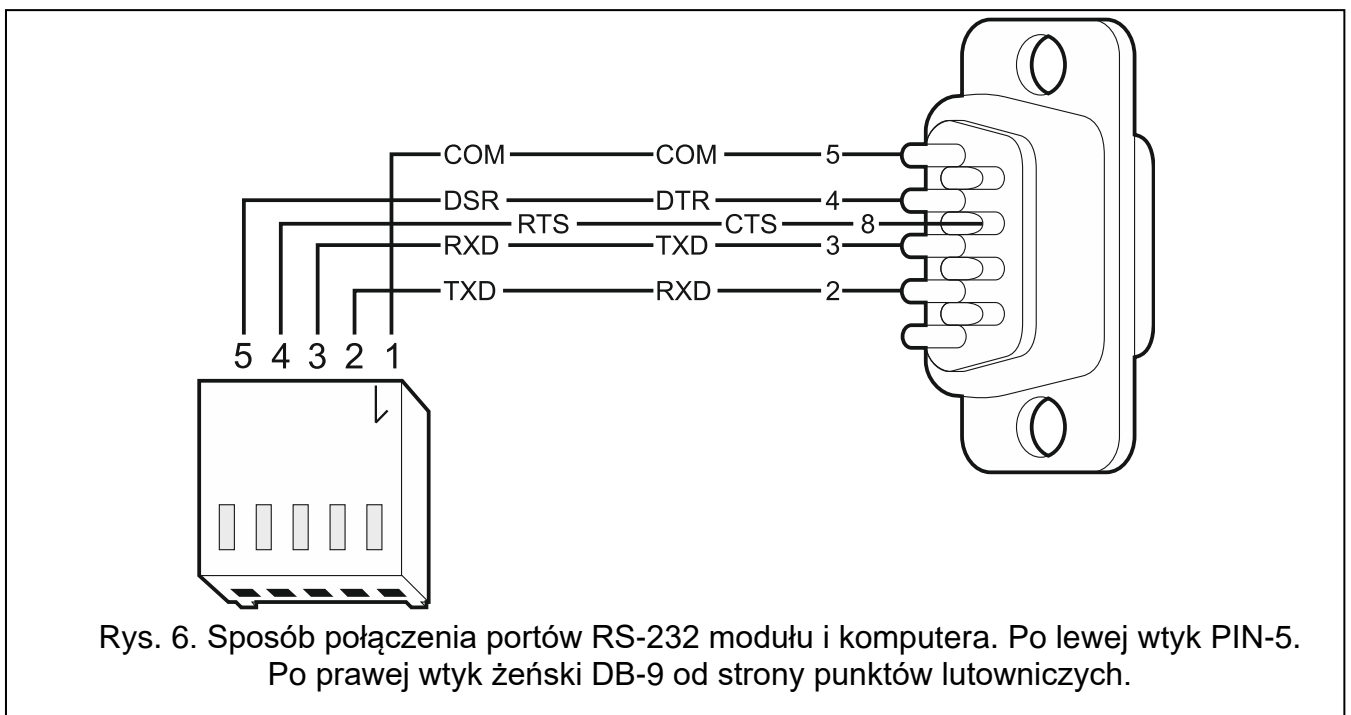 COM COM 5
DSR DTR 4
RTS CTS 8
RXD TXD 3
TXD RXD 2
5 4 3 2 1
Rys. 6. Sposób połączenia portów RS-232 modułu i komputera. Po lewej wtyk PIN-5.
Po prawej wtyk żeński DB-9 od strony punktów lutowniczych.